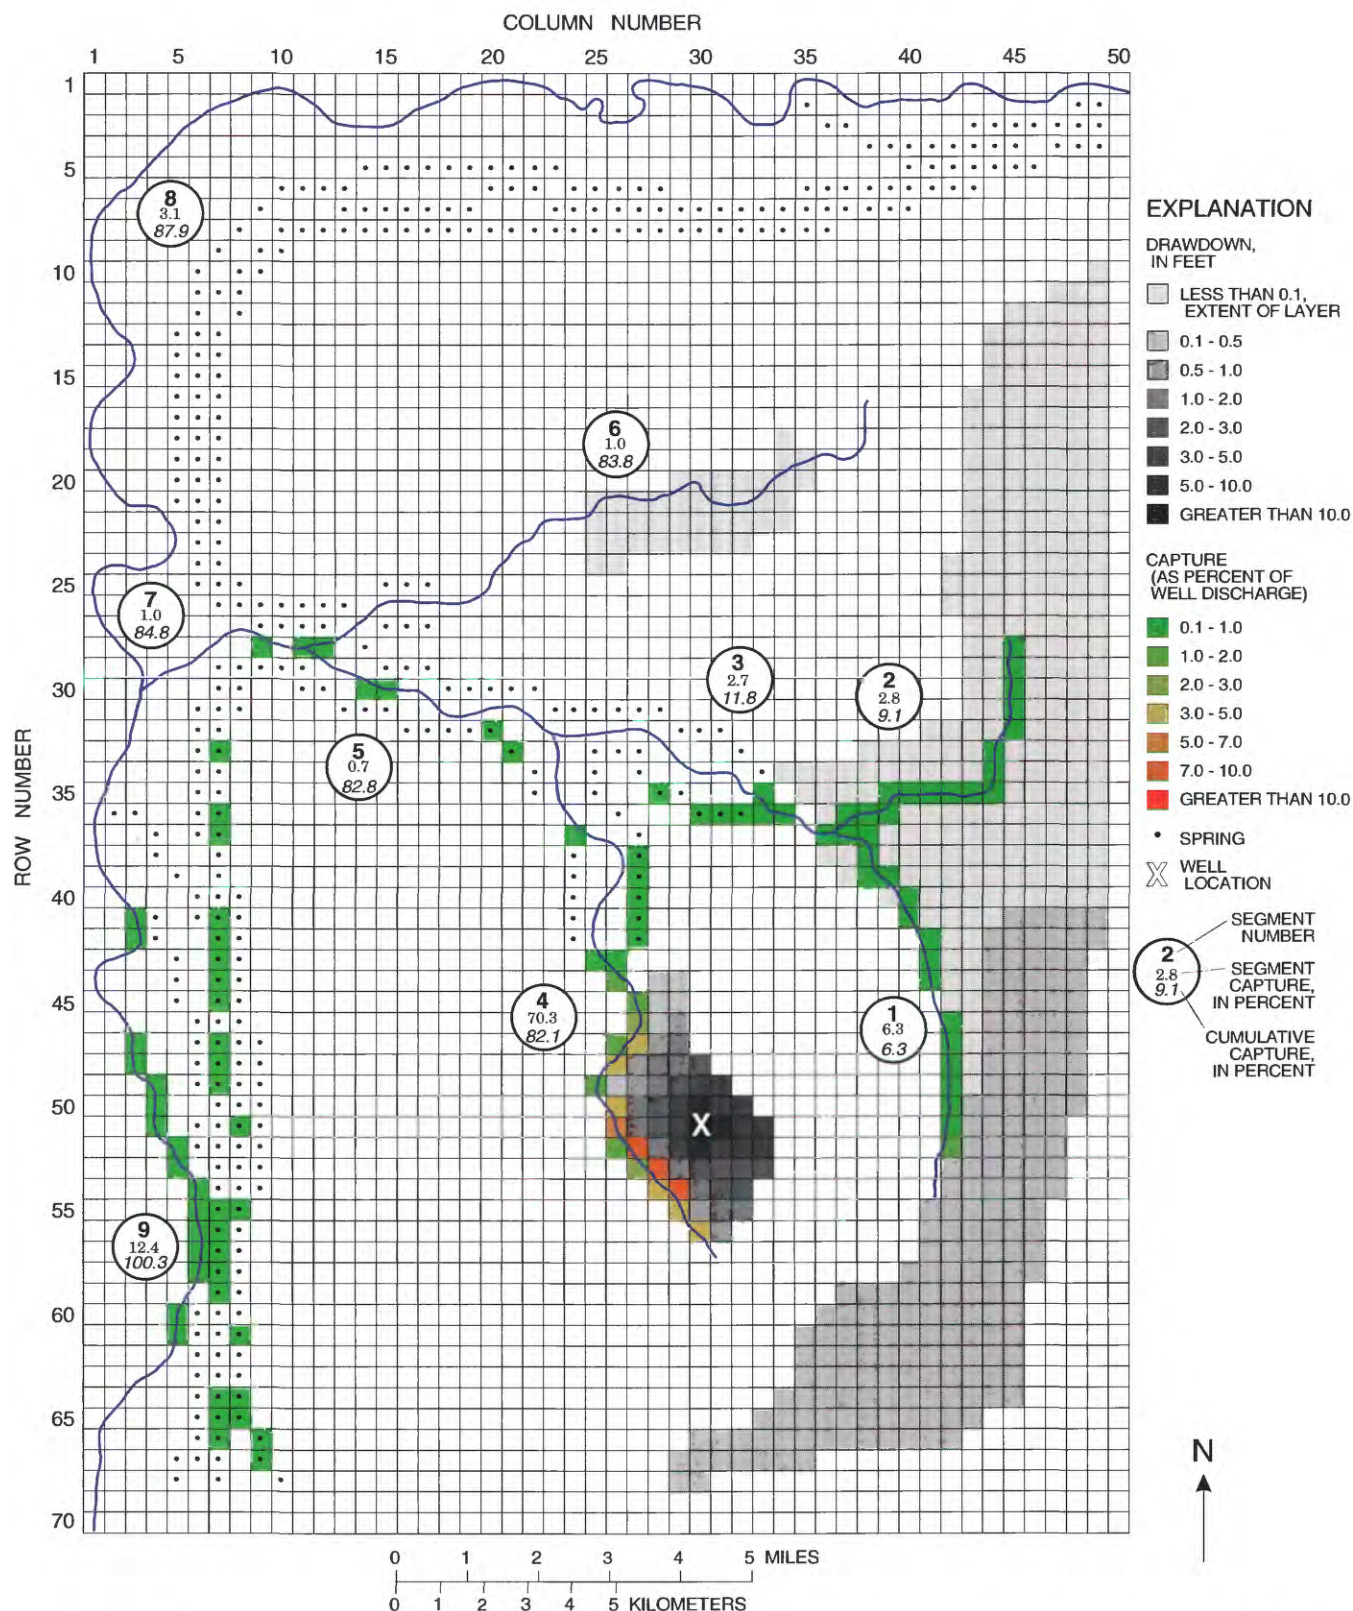 COLUMN NUMBER
1 5 10 15 20 25 30 35 40 45 50
ROW NUMBER
1
5
10
15
20
25
30
35
40
45
50
55
60
65
70
8
3.1
87.9
6
1.0
83.8
7
1.0
84.8
3
2.7
11.8
2
2.8
9.1
5
0.7
82.8
4
70.3
82.1
1
6.3
6.3
9
12.4
100.3
X
EXPLANATION
DRAWDOWN,
IN FEET
LESS THAN 0.1,
EXTENT OF LAYER
0.1 - 0.5
0.5 - 1.0
1.0 - 2.0
2.0 - 3.0
3.0 - 5.0
5.0 - 10.0
GREATER THAN 10.0
CAPTURE
(AS PERCENT OF
WELL DISCHARGE)
0.1 - 1.0
1.0 - 2.0
2.0 - 3.0
3.0 - 5.0
5.0 - 7.0
7.0 - 10.0
GREATER THAN 10.0
SPRING
X WELL
LOCATION
SEGMENT
NUMBER
2
2.8
9.1
SEGMENT
CAPTURE,
IN PERCENT
CUMULATIVE
CAPTURE,
IN PERCENT
N
0 1 2 3 4 5 MILES
0 1 2 3 4 5 KILOMETERS